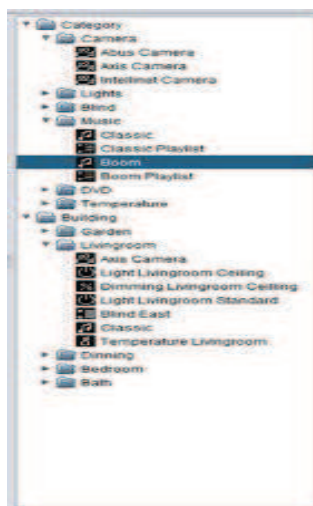 Category
Camera
Abus Camera
Axis Camera
Intellinet Camera
Lights
Blind
Music
Classic
Classic Playlist
Boom
Boom Playlist
DVD
Temperature
Building
Garden
Livingroom
Axis Camera
Light Livingroom Ceiling
Dimming Livingroom Ceilling
Light Livingroom Standard
Blind East
Classic
Temperature Livingroom
Dinning
Bedroom
Bath